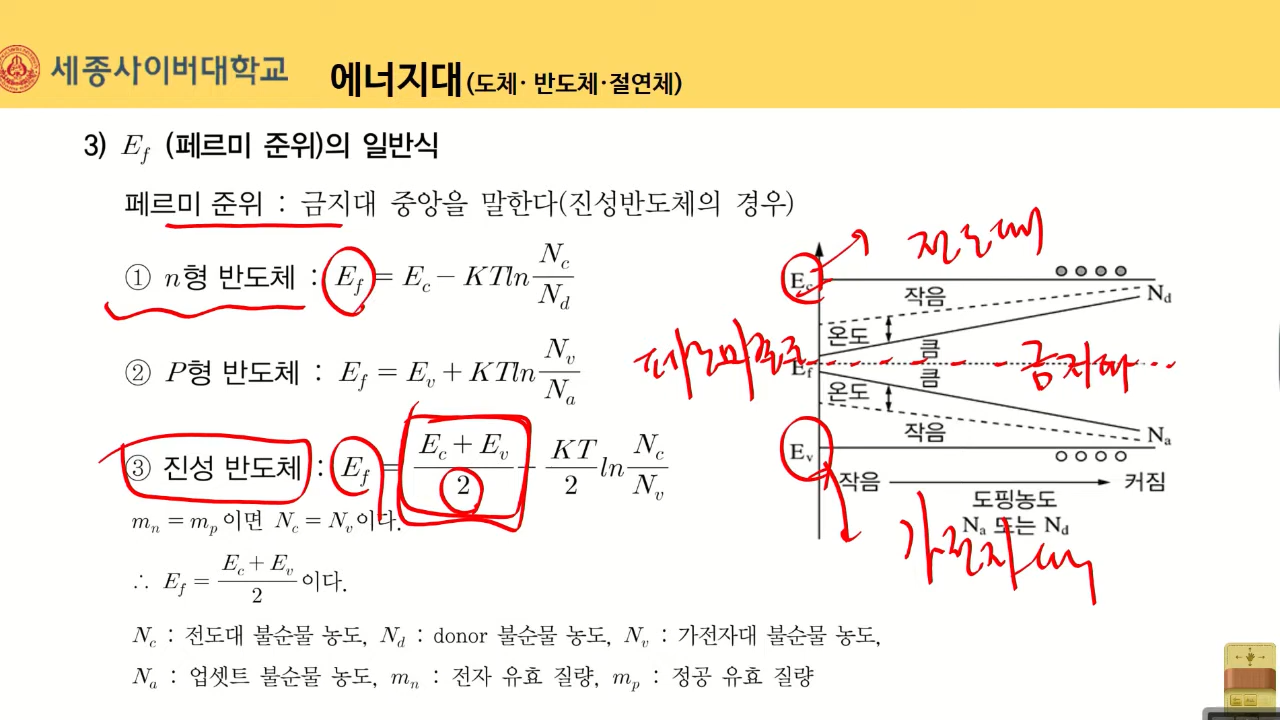 세종사이버대학교
에너지대(도체· 반도체·절연체)
3) E_f (페르미 준위)의 일반식
페르미 준위 : 금지대 중앙을 말한다(진성반도체의 경우)
① n형 반도체 : E_f = E_c − KTln N_c/N_d
② P형 반도체 : E_f = E_v + KTln N_v/N_a
③ 진성 반도체 : E_f = (E_c + E_v)/2 − KT/2 ln N_c/N_v
m_n = m_p 이면 N_c = N_v이다.
∴ E_f = (E_c + E_v)/2 이다.
N_c : 전도대 불순물 농도, N_d : donor 불순물 농도, N_v : 가전자대 불순물 농도,
N_a : 업셋트 불순물 농도, m_n : 전자 유효 질량, m_p : 정공 유효 질량
전도대
E_c
작음
N_d
온도
큼
페르미준위
E_f
금지대
큼
온도
작음
N_a
E_v
작음
커짐
도핑농도
N_a 또는 N_d
가전자대